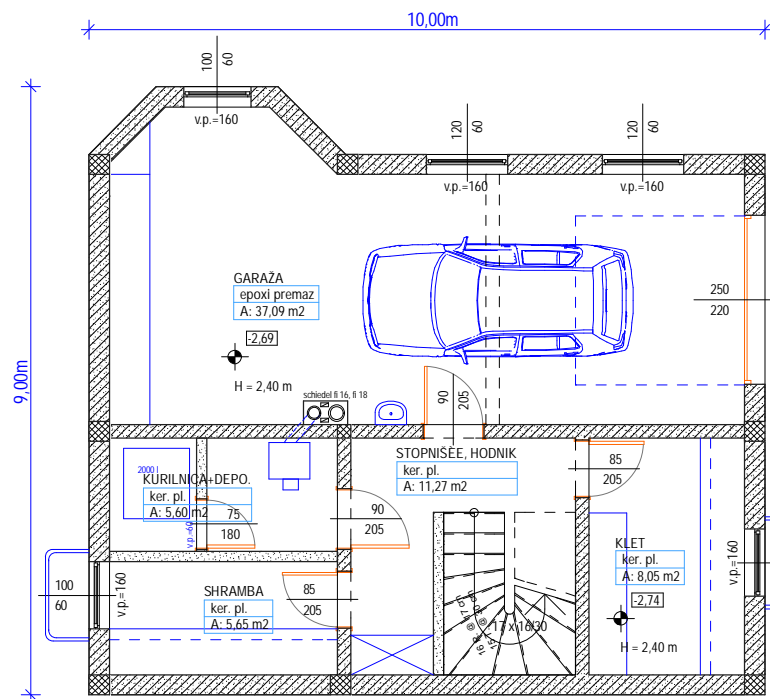 10,00m
100
60
v.p.=160
120
60
v.p.=160
120
60
v.p.=160
9,00m
GARAŽA
epoxi premaz
A: 37,09 m2
-2,69
H = 2,40 m
250
220
schiedel fi 16, fi 18
90
205
STOPNIŠÈE, HODNIK
ker. pl.
A: 11,27 m2
85
205
2000 l
KURILNICA+DEPO.
ker. pl.
A: 5,60 m2
75
180
v.p.=60
90
205
KLET
ker. pl.
A: 8,05 m2
-2,74
H = 2,40 m
v.p.=160
100
60
v.p.=160
SHRAMBA
ker. pl.
A: 5,65 m2
85
205
17 x 16/30